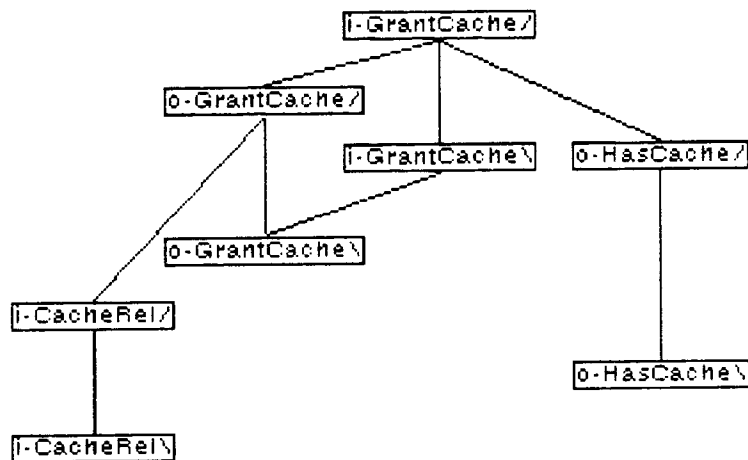 i-GrantCache/
o-GrantCache/
i-GrantCache\
o-HasCache/
o-GrantCache\
i-CacheRel/
o-HasCache\
i-CacheRel\